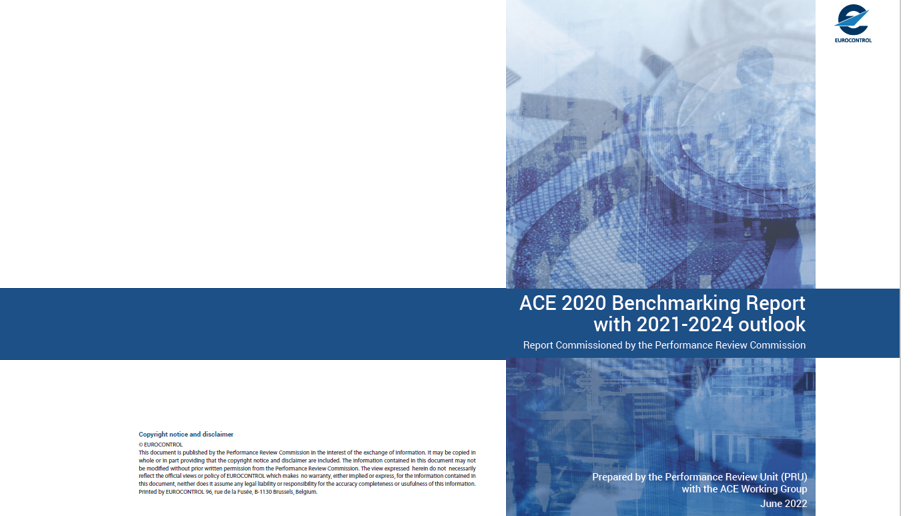 EUROCONTROL
ACE 2020 Benchmarking Report
with 2021-2024 outlook
Report Commissioned by the Performance Review Commission
Copyright notice and disclaimer
© EUROCONTROL
This document is published by the Performance Review Commission in the interest of the exchange of information. It may be copied in
whole or in part providing that the copyright notice and disclaimer are included. The information contained in this document may not
be modified without prior written permission from the Performance Review Commission. The view expressed herein do not necessarily
reflect the official views or policy of EUROCONTROL which makes no warranty, either implied or express, for the information contained in
this document, neither does it assume any legal liability or responsibility for the accuracy completeness or usefulness of this information.
Printed by EUROCONTROL 96, rue de la Fusée, B-1130 Brussels, Belgium.
Prepared by the Performance Review Unit (PRU)
with the ACE Working Group
June 2022